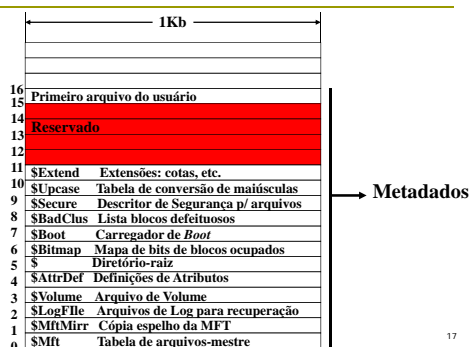 1Kb
16
Primeiro arquivo do usuário
15
14
Reservado
13
12
11
$Extend Extensões: cotas, etc.
10
$Upcase Tabela de conversão de maiúsculas
9
$Secure Descritor de Segurança p/ arquivos
8
$BadClus Lista blocos defeituosos
7
$Boot Carregador de Boot
6
$Bitmap Mapa de bits de blocos ocupados
5
$ Diretório-raiz
4
$AttrDef Definições de Atributos
3
$Volume Arquivo de Volume
2
$LogFIle Arquivos de Log para recuperação
1
$MftMirr Cópia espelho da MFT
0
$Mft Tabela de arquivos-mestre
Metadados
17